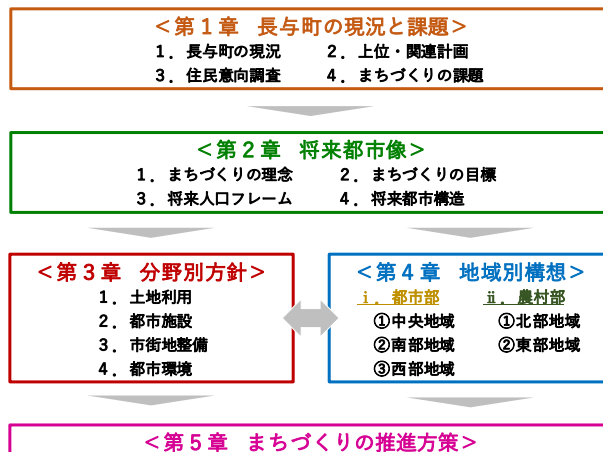 ＜第１章　長与町の現況と課題＞
１．長与町の現況　２．上位・関連計画
３．住民意向調査　４．まちづくりの課題
＜第２章　将来都市像＞
１．まちづくりの理念　２．まちづくりの目標
３．将来人口フレーム　４．将来都市構造
＜第３章　分野別方針＞
１．土地利用
２．都市施設
３．市街地整備
４．都市環境
＜第４章　地域別構想＞
ⅰ．都市部　ⅱ．農村部
①中央地域　①北部地域
②南部地域　②東部地域
③西部地域
＜第５章　まちづくりの推進方策＞